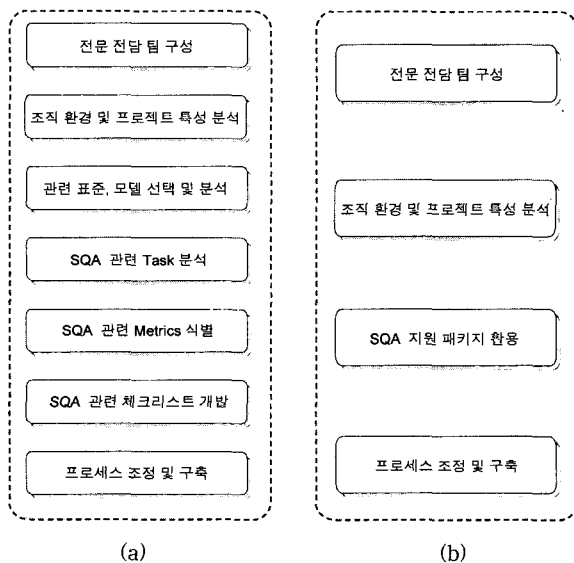 전문 전담 팀 구성
조직 환경 및 프로젝트 특성 분석
관련 표준, 모델 선택 및 분석
SQA 관련 Task 분석
SQA 관련 Metrics 식별
SQA 관련 체크리스트 개발
프로세스 조정 및 구축
(a)
전문 전담 팀 구성
조직 환경 및 프로젝트 특성 분석
SQA 지원 패키지 활용
프로세스 조정 및 구축
(b)